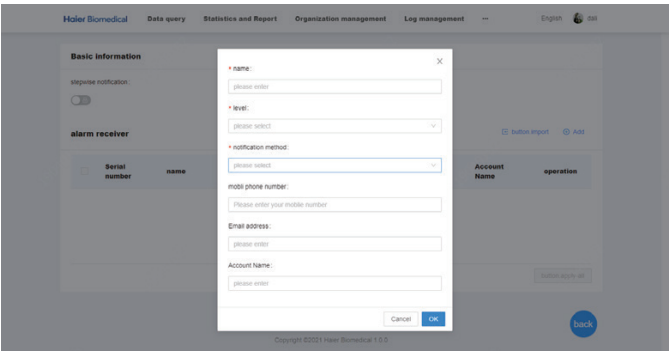 Haier Biomedical
Data query
Statistics and Report
Organization management
Log management
···
English
dali
Basic information
stepwise notification:
alarm receiver
button import
Add
Serial number
name
Account Name
operation
* name:
please enter
* level:
please select
* notification method:
please select
mobli phone number:
Please enter your mobile number
Email address:
please enter
Account Name:
please enter
Cancel
OK
back
Copyright ©2021 Haier Biomedical 1.0.0